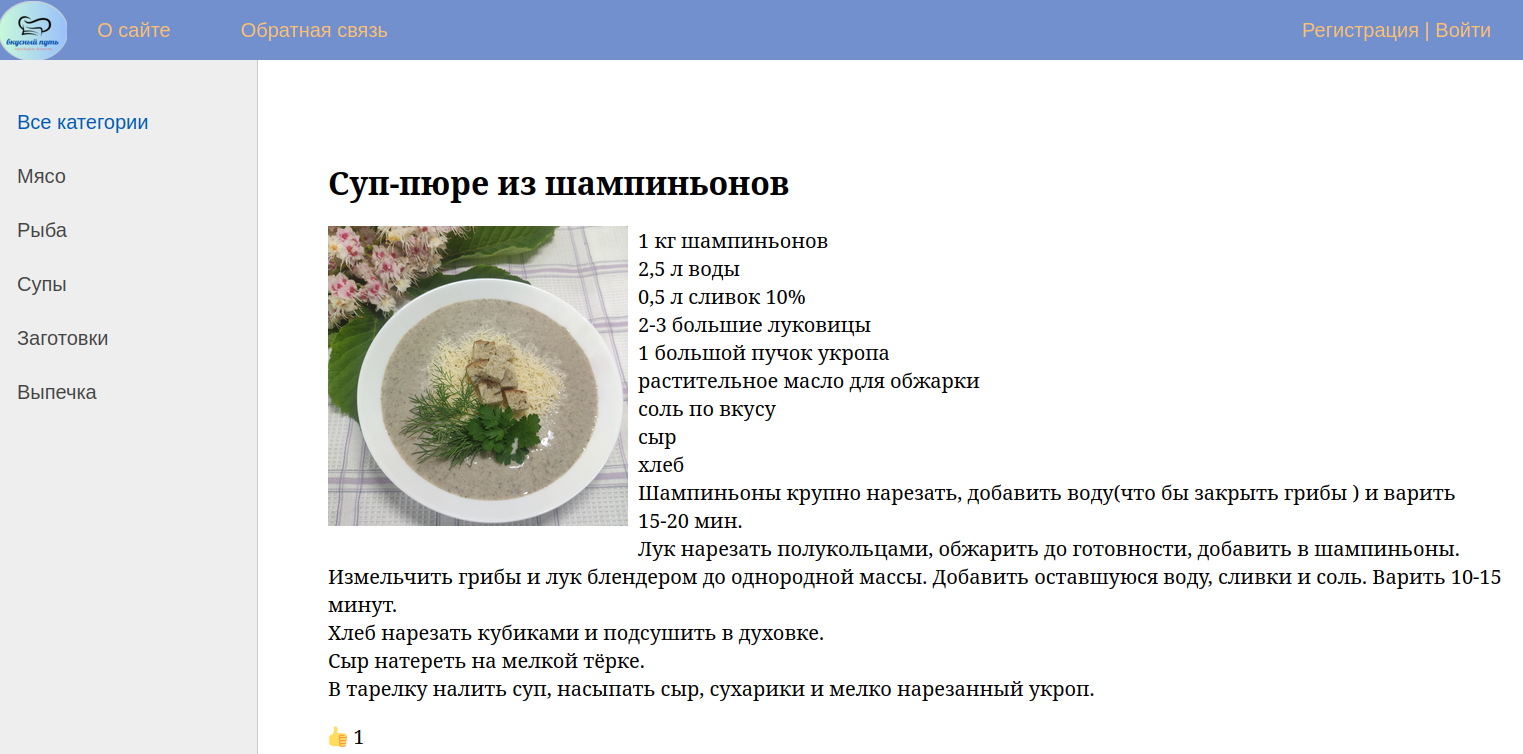 вкусный путь
О сайте
Обратная связь
Регистрация | Войти
Все категории
Мясо
Рыба
Супы
Заготовки
Выпечка
Суп-пюре из шампиньонов
1 кг шампиньонов
2,5 л воды
0,5 л сливок 10%
2-3 большие луковицы
1 большой пучок укропа
растительное масло для обжарки
соль по вкусу
сыр
хлеб
Шампиньоны крупно нарезать, добавить воду(что бы закрыть грибы ) и варить
15-20 мин.
Лук нарезать полукольцами, обжарить до готовности, добавить в шампиньоны.
Измельчить грибы и лук блендером до однородной массы. Добавить оставшуюся воду, сливки и соль. Варить 10-15
минут.
Хлеб нарезать кубиками и подсушить в духовке.
Сыр натереть на мелкой тёрке.
В тарелку налить суп, насыпать сыр, сухарики и мелко нарезанный укроп.
👍 1